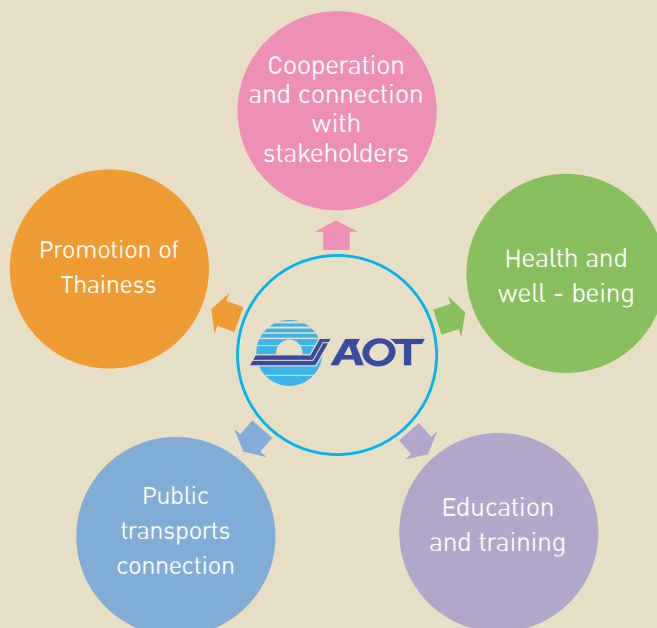 Cooperation
and connection
with
stakeholders
Promotion of
Thainess
Health and
well - being
AOT
Public
transports
connection
Education
and training